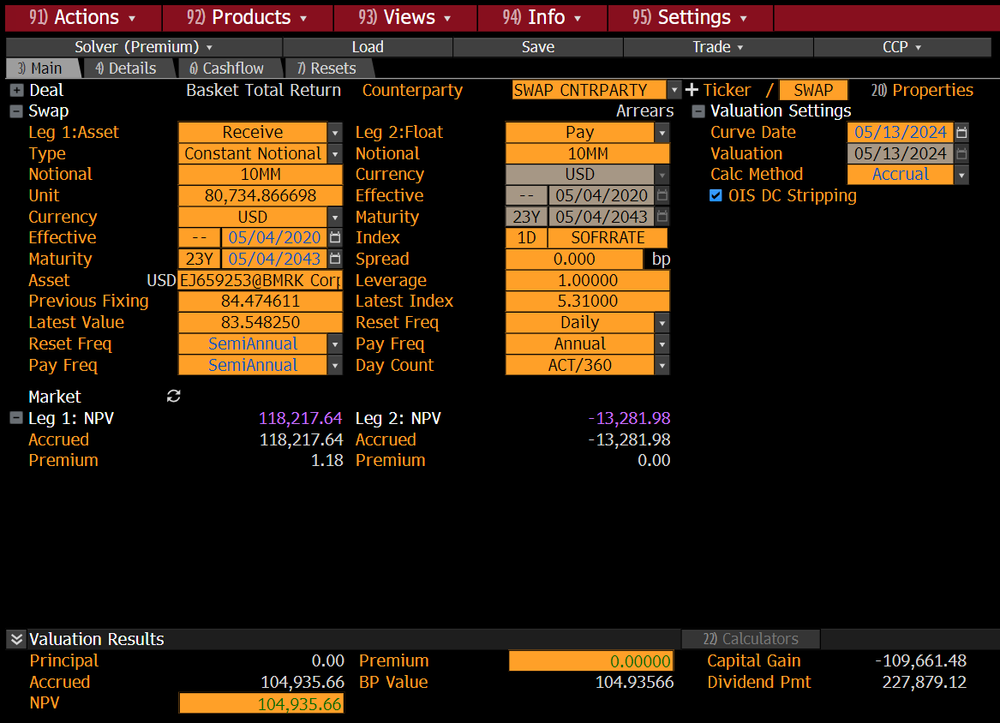 91) Actions 92) Products 93) Views 94) Info 95) Settings
Solver (Premium) Load Save Trade CCP
3) Main 4) Details 6) Cashflow 7) Resets
Deal Basket Total Return Counterparty SWAP CNTRPARTY Ticker / SWAP 20) Properties
Swap Arrears Valuation Settings
Leg 1:Asset Receive Leg 2:Float Pay Curve Date 05/13/2024
Type Constant Notional Notional 10MM Valuation 05/13/2024
Notional 10MM Currency USD Calc Method Accrual
Unit 80,734.866698 Effective -- 05/04/2020 OIS DC Stripping
Currency USD Maturity 23Y 05/04/2043
Effective -- 05/04/2020 Index 1D SOFRRATE
Maturity 23Y 05/04/2043 Spread 0.000 bp
Asset USD EJ659253@BMRK Corp Leverage 1.00000
Previous Fixing 84.474611 Latest Index 5.31000
Latest Value 83.548250 Reset Freq Daily
Reset Freq SemiAnnual Pay Freq Annual
Pay Freq SemiAnnual Day Count ACT/360
Market
Leg 1: NPV 118,217.64 Leg 2: NPV -13,281.98
Accrued 118,217.64 Accrued -13,281.98
Premium 1.18 Premium 0.00
Valuation Results 22) Calculators
Principal 0.00 Premium 0.00000 Capital Gain -109,661.48
Accrued 104,935.66 BP Value 104.93566 Dividend Pmt 227,879.12
NPV 104,935.66